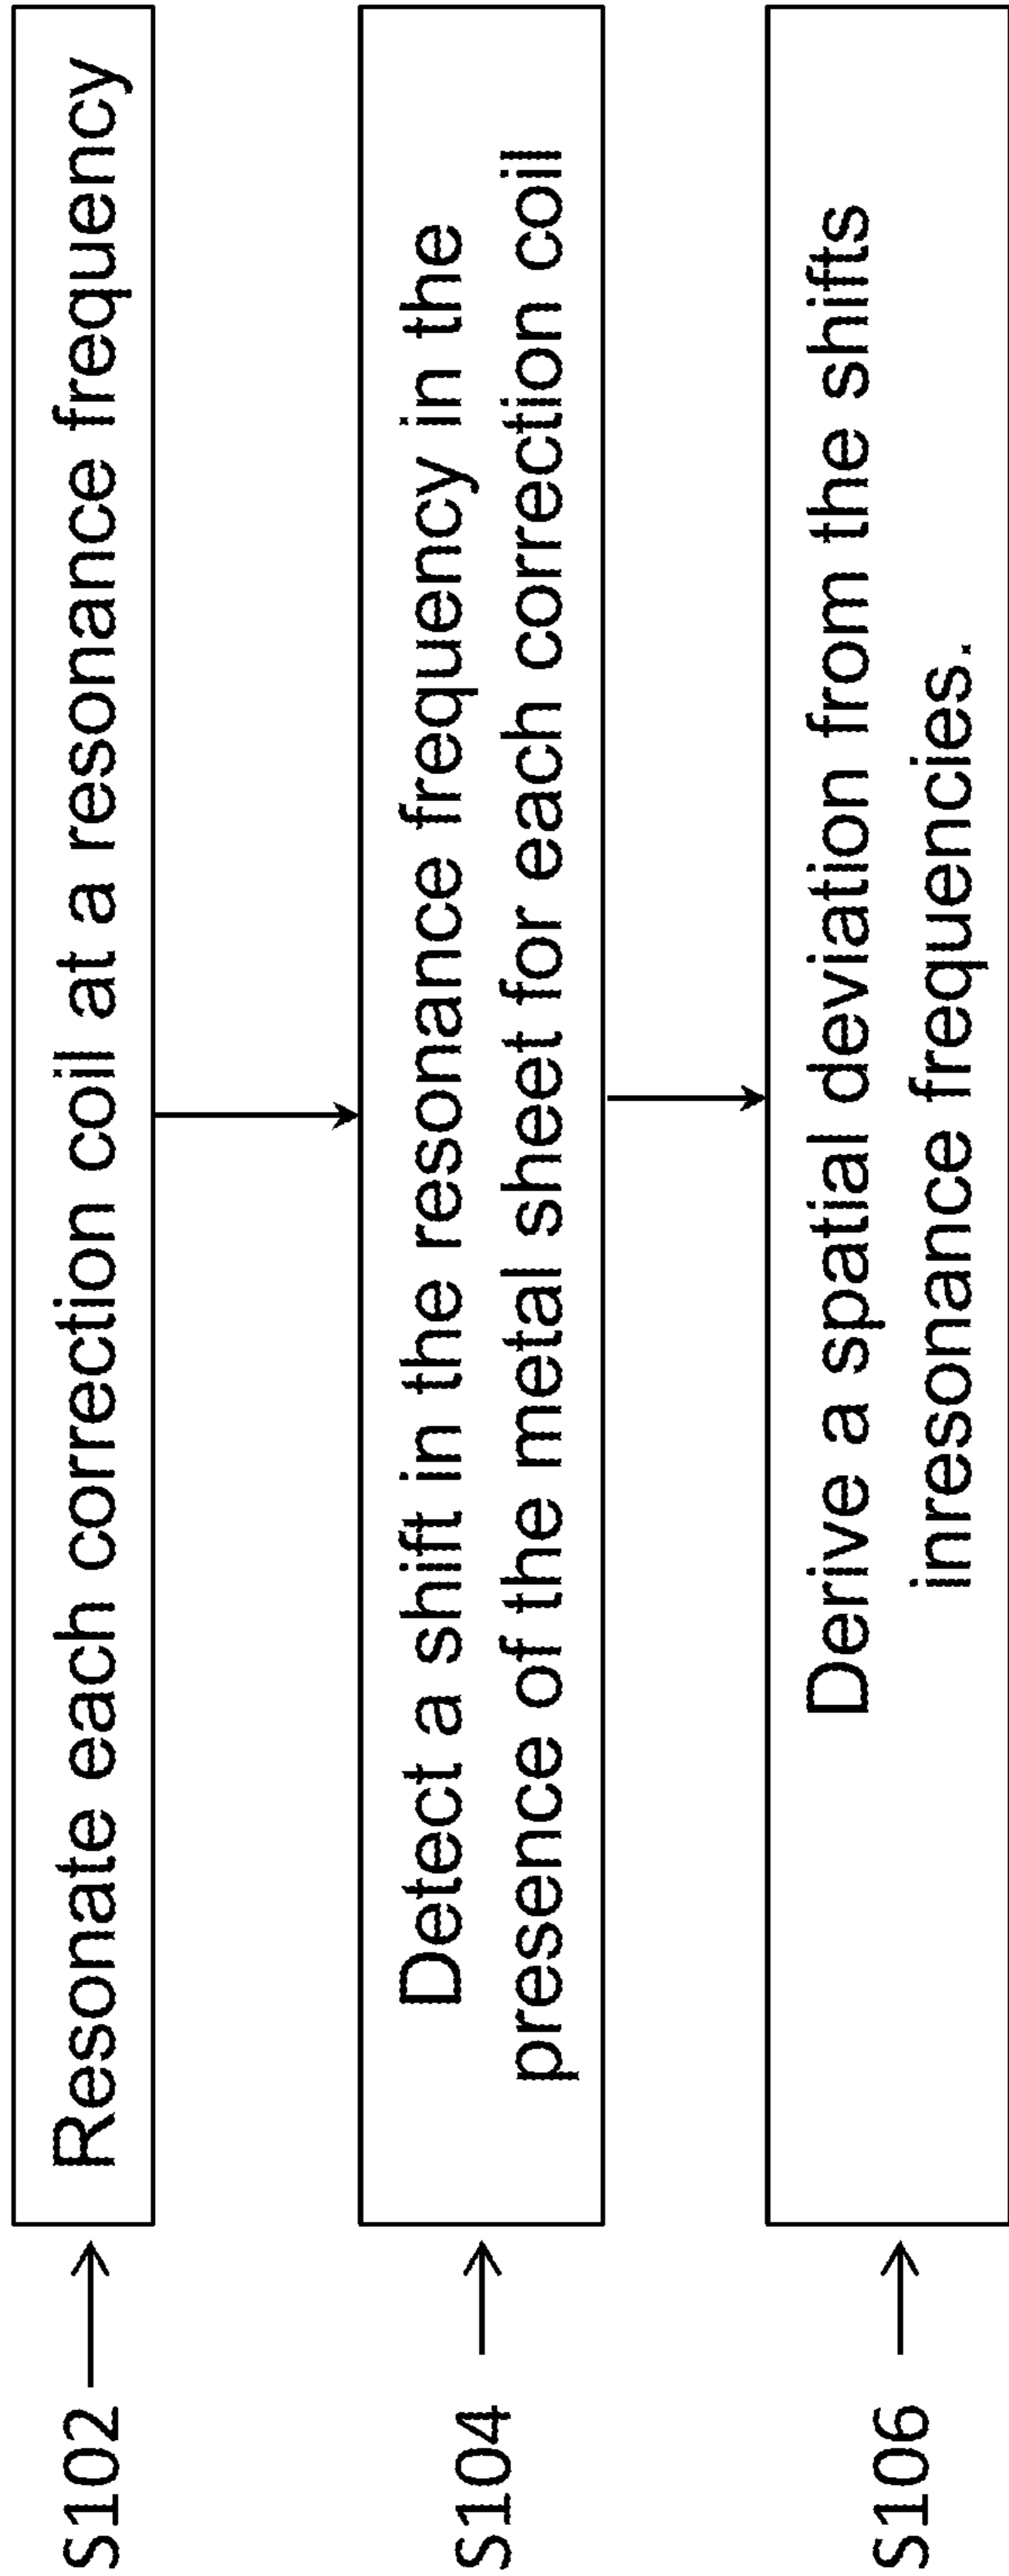 S102
Resonate each correction coil at a resonance frequency
S104
Detect a shift in the resonance frequency in the
presence of the metal sheet for each correction coil
S106
Derive a spatial deviation from the shifts
inresonance frequencies.